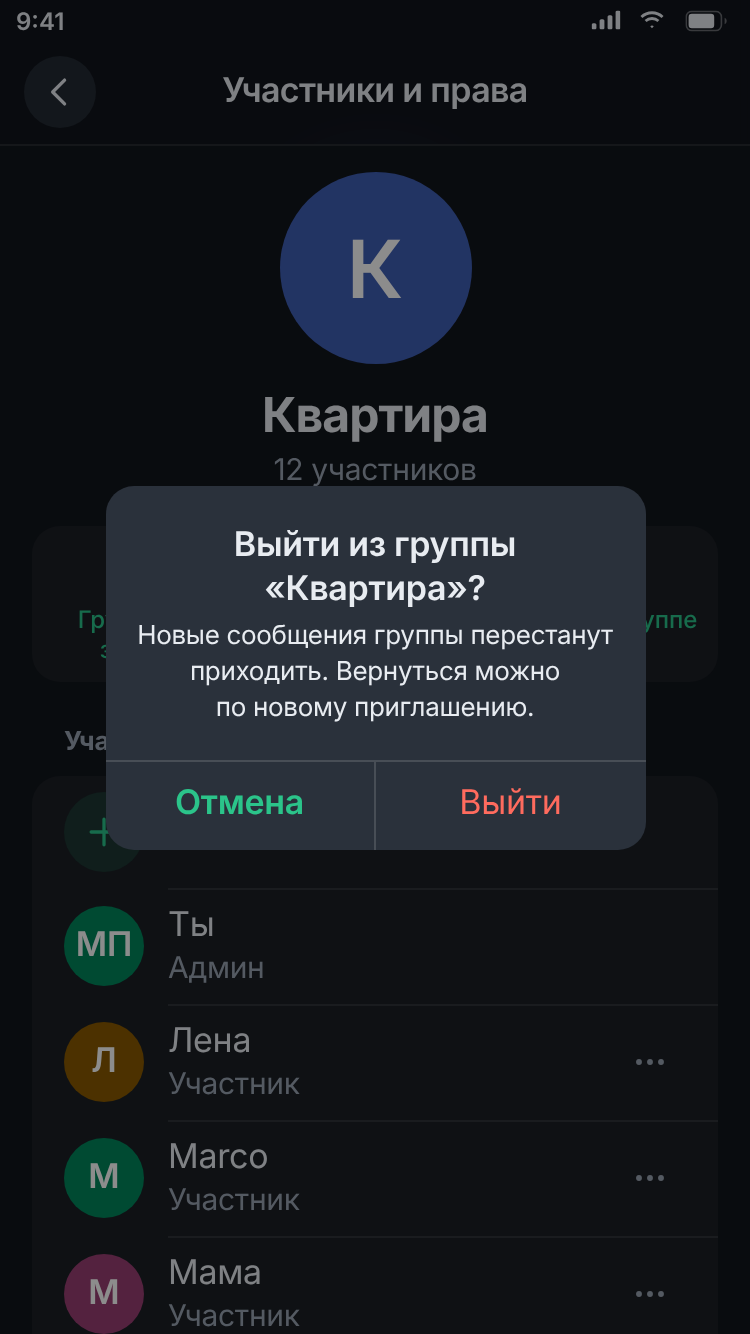 9:41
Участники и права
К
Квартира
12 участников
Выйти из группы
«Квартира»?
Новые сообщения группы перестанут
приходить. Вернуться можно
по новому приглашению.
Отмена
Выйти
МП
Ты
Админ
Л
Лена
Участник
М
Marco
Участник
М
Мама
Участник